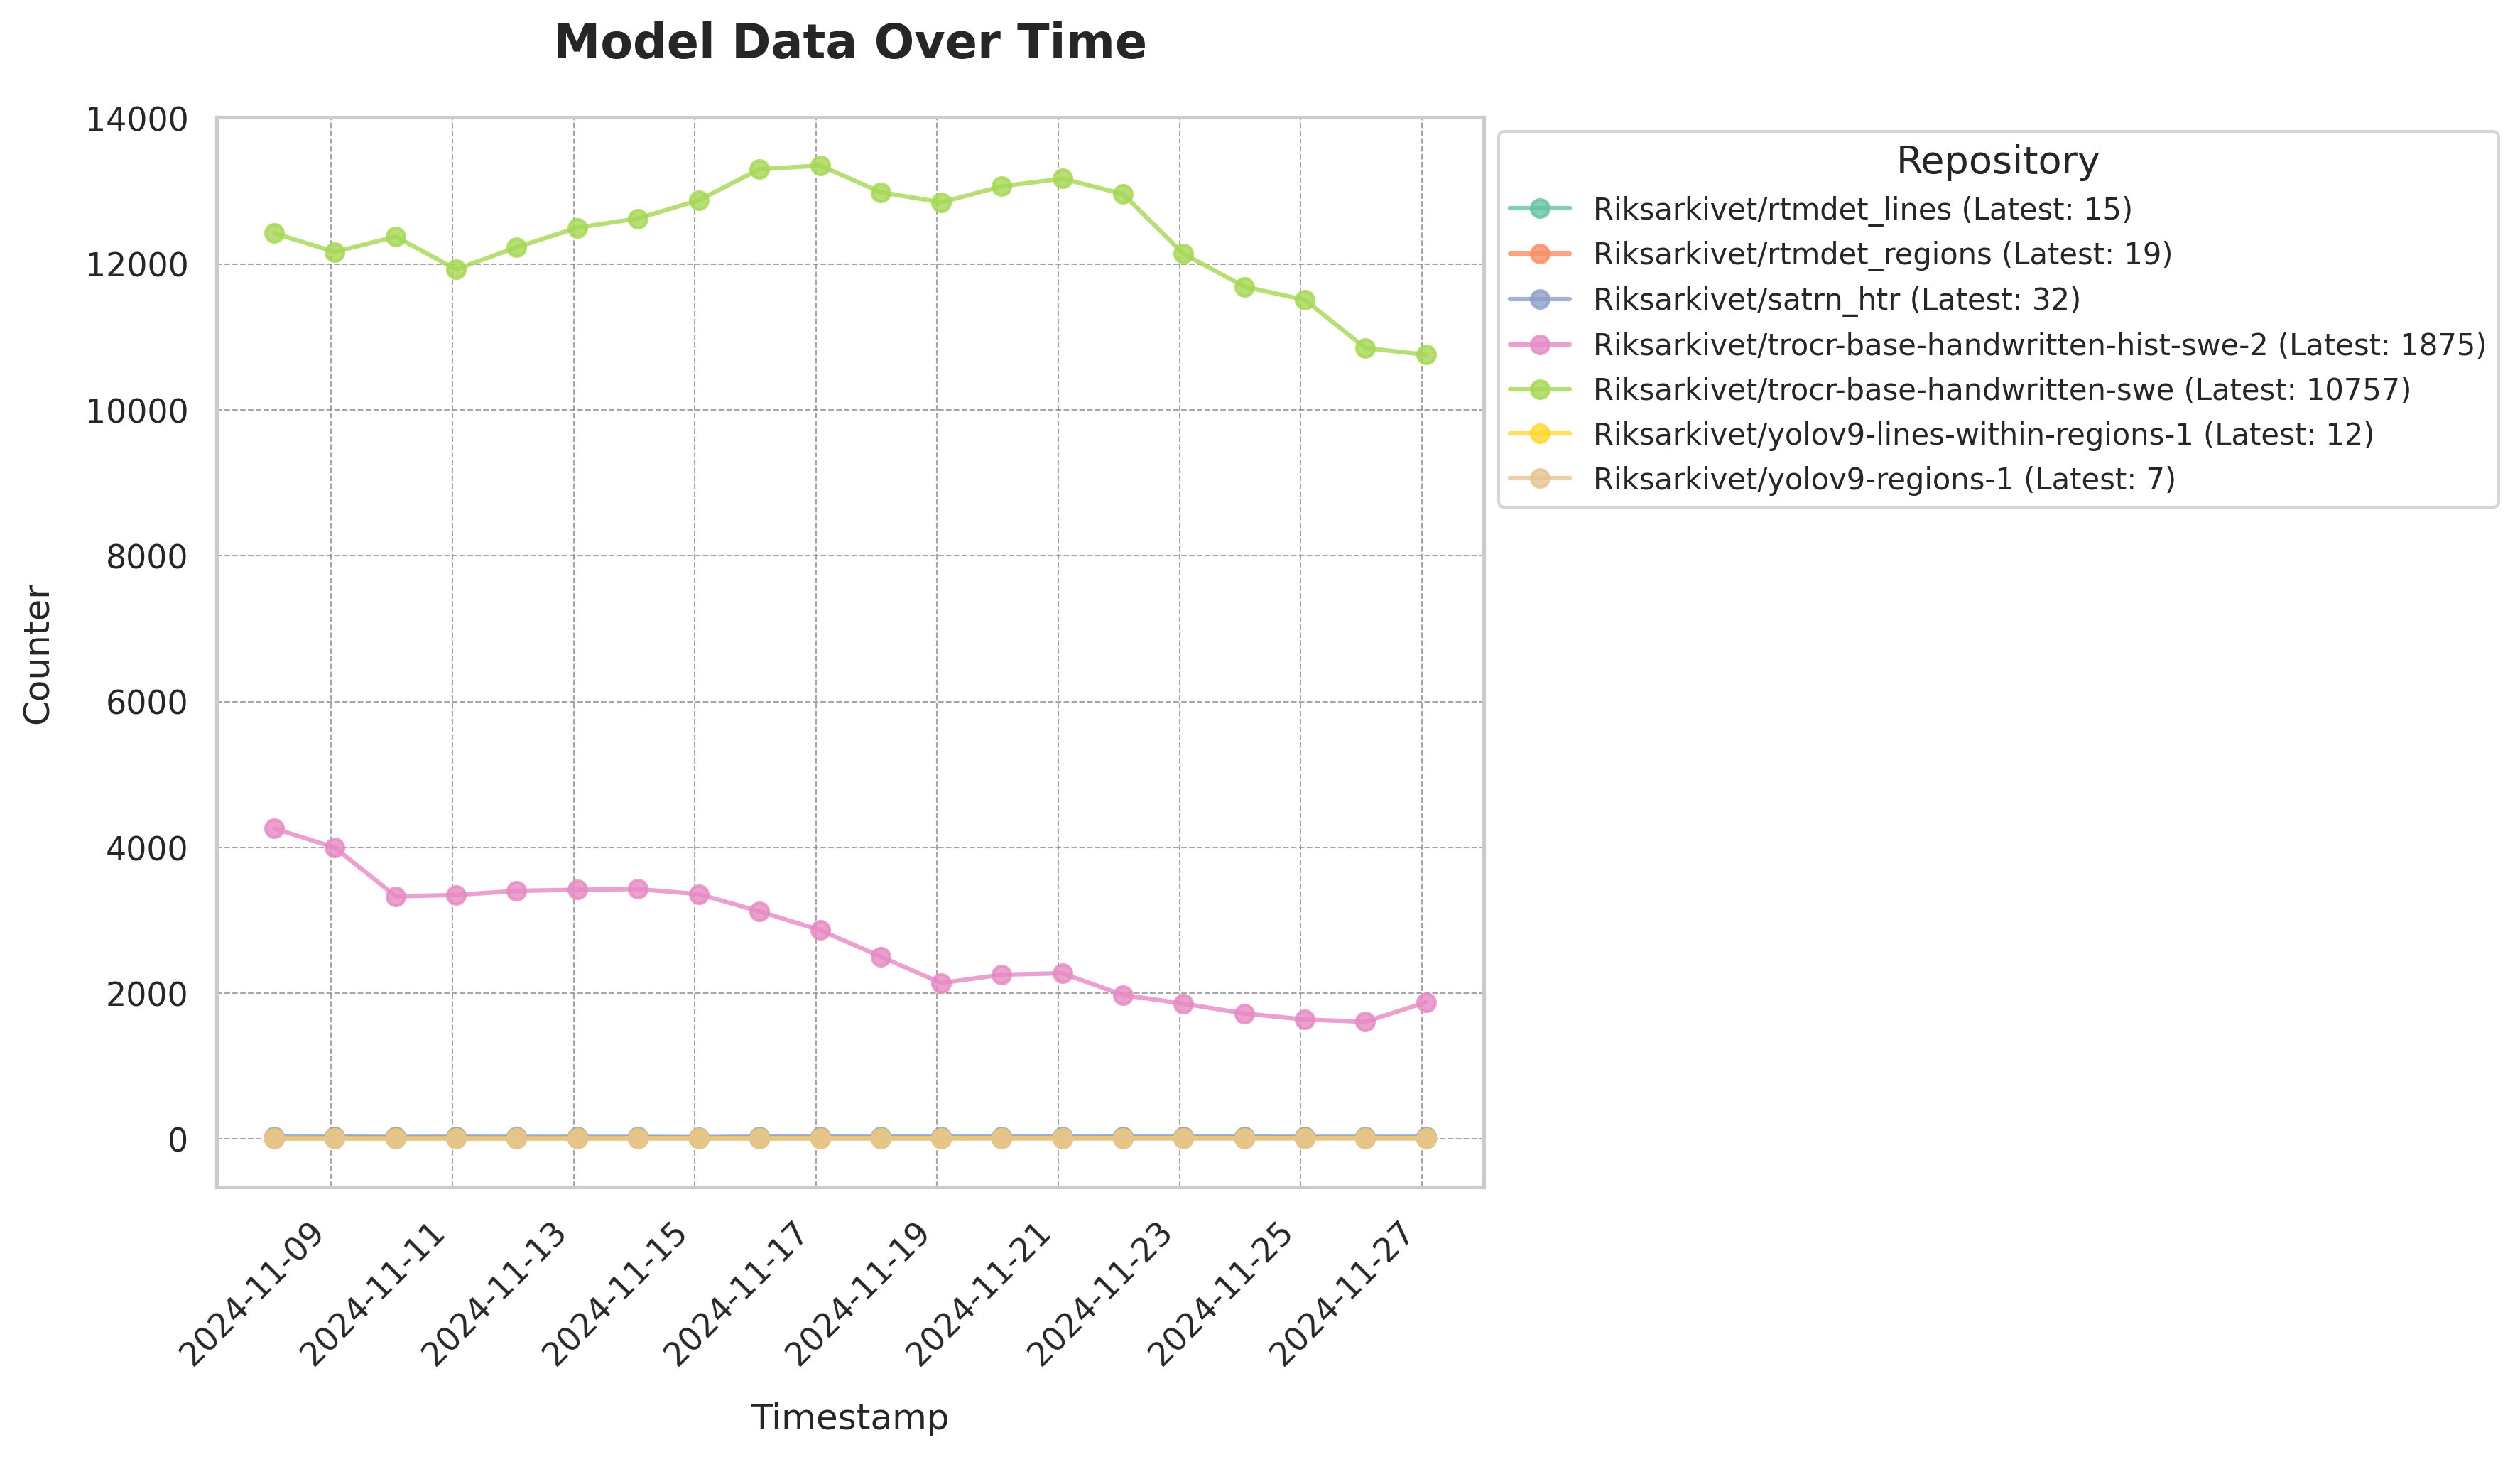 Model Data Over Time
14000
12000
10000
8000
6000
4000
2000
0
Counter
2024-11-09
2024-11-11
2024-11-13
2024-11-15
2024-11-17
2024-11-19
2024-11-21
2024-11-23
2024-11-25
2024-11-27
Timestamp
Repository
Riksarkivet/rtmdet_lines (Latest: 15)
Riksarkivet/rtmdet_regions (Latest: 19)
Riksarkivet/satrn_htr (Latest: 32)
Riksarkivet/trocr-base-handwritten-hist-swe-2 (Latest: 1875)
Riksarkivet/trocr-base-handwritten-swe (Latest: 10757)
Riksarkivet/yolov9-lines-within-regions-1 (Latest: 12)
Riksarkivet/yolov9-regions-1 (Latest: 7)